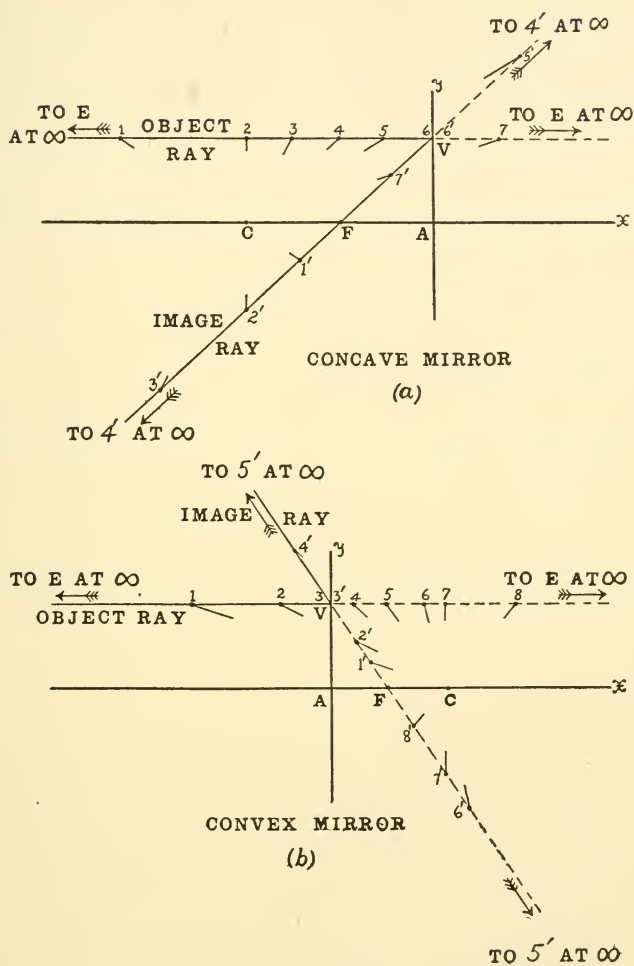 TO 4′ AT ∞
y
TO E
AT ∞
1 OBJECT 2 3 4 5 6 6′ 7
TO E AT ∞
RAY
V
5′
7′
x
C F A
1′
2′
IMAGE
RAY
3′
CONCAVE MIRROR
(a)
TO 4′ AT ∞
TO 5′ AT ∞
IMAGE RAY
4′
y
TO E AT ∞
TO E AT ∞
1 2 3 3′ 4 5 6 7 8
OBJECT RAY
V
2′
1′
x
A F C
8′
7′
6′
CONVEX MIRROR
(b)
TO 5′ AT ∞